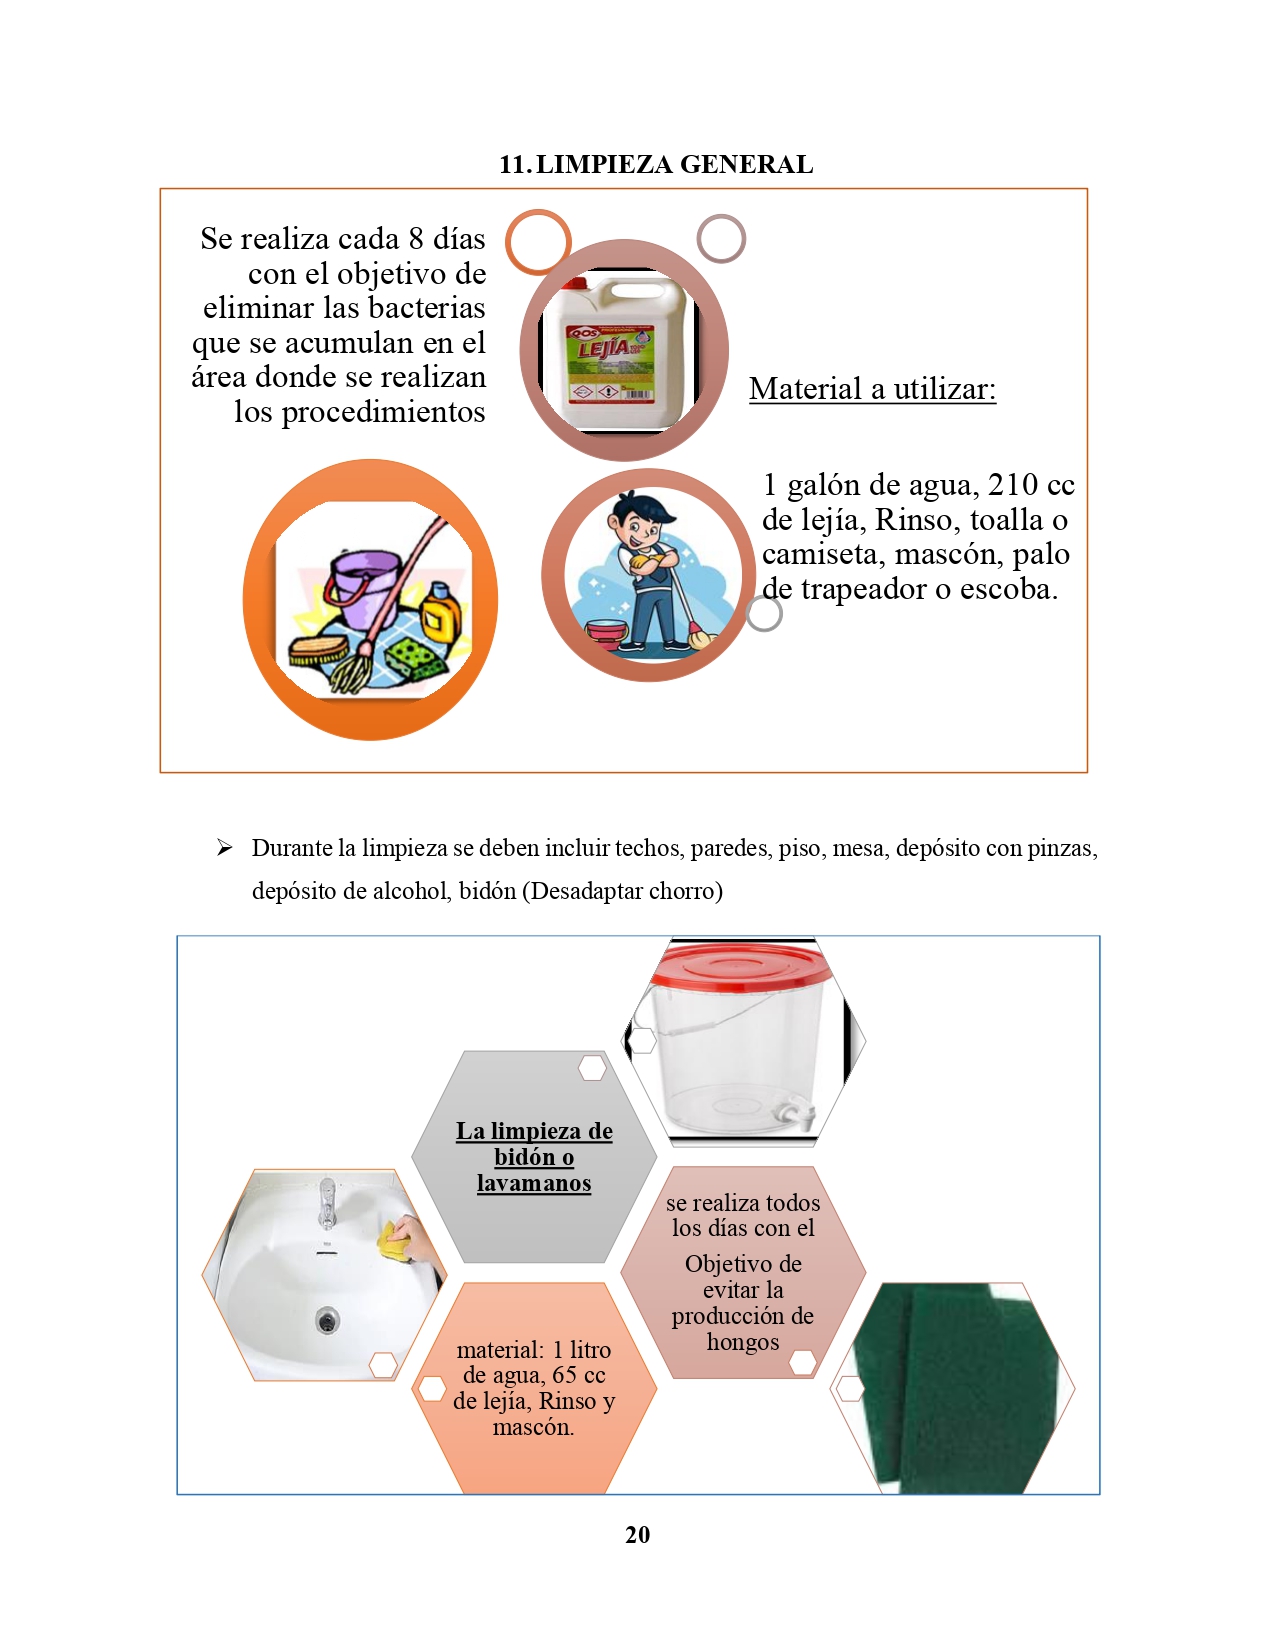 11. LIMPIEZA GENERAL
Se realiza cada 8 días
con el objetivo de
eliminar las bacterias
que se acumulan en el
área donde se realizan
los procedimientos
QOS
LEJÍA
Material a utilizar:
1 galón de agua, 210 cc
de lejía, Rinso, toalla o
camiseta, mascón, palo
de trapeador o escoba.
➢ Durante la limpieza se deben incluir techos, paredes, piso, mesa, depósito con pinzas,
depósito de alcohol, bidón (Desadaptar chorro)
La limpieza de
bidón o
lavamanos
se realiza todos
los días con el
Objetivo de
evitar la
producción de
hongos
material: 1 litro
de agua, 65 cc
de lejía, Rinso y
mascón.
20